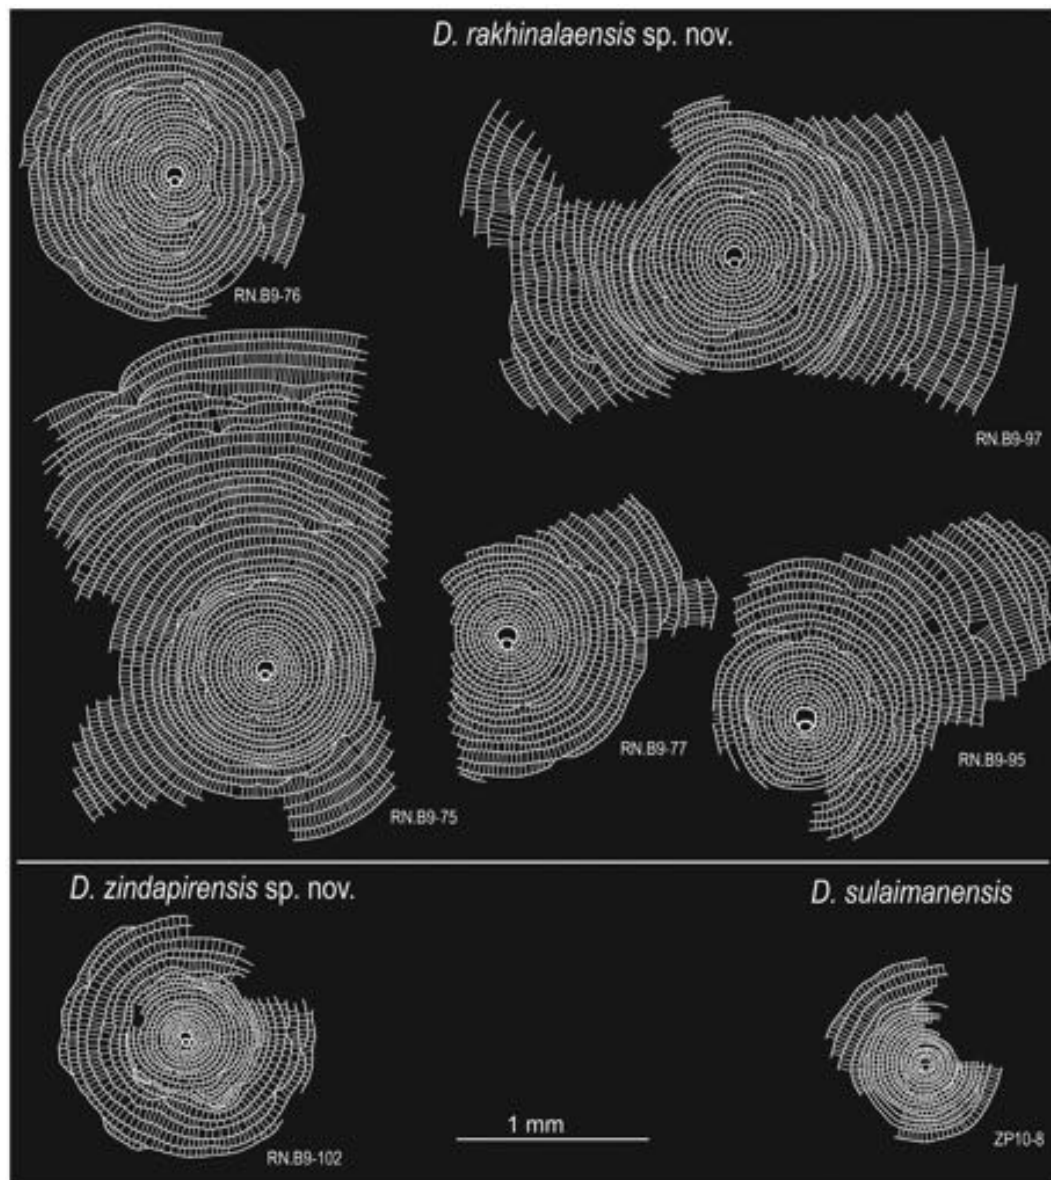 D. rakhinalaensis sp. nov.
RN.B9-76
RN.B9-97
RN.B9-77
RN.B9-95
RN.B9-75
D. zindapirensis sp. nov.
D. sulaimanensis
1 mm
RN.B9-102
ZP10-8